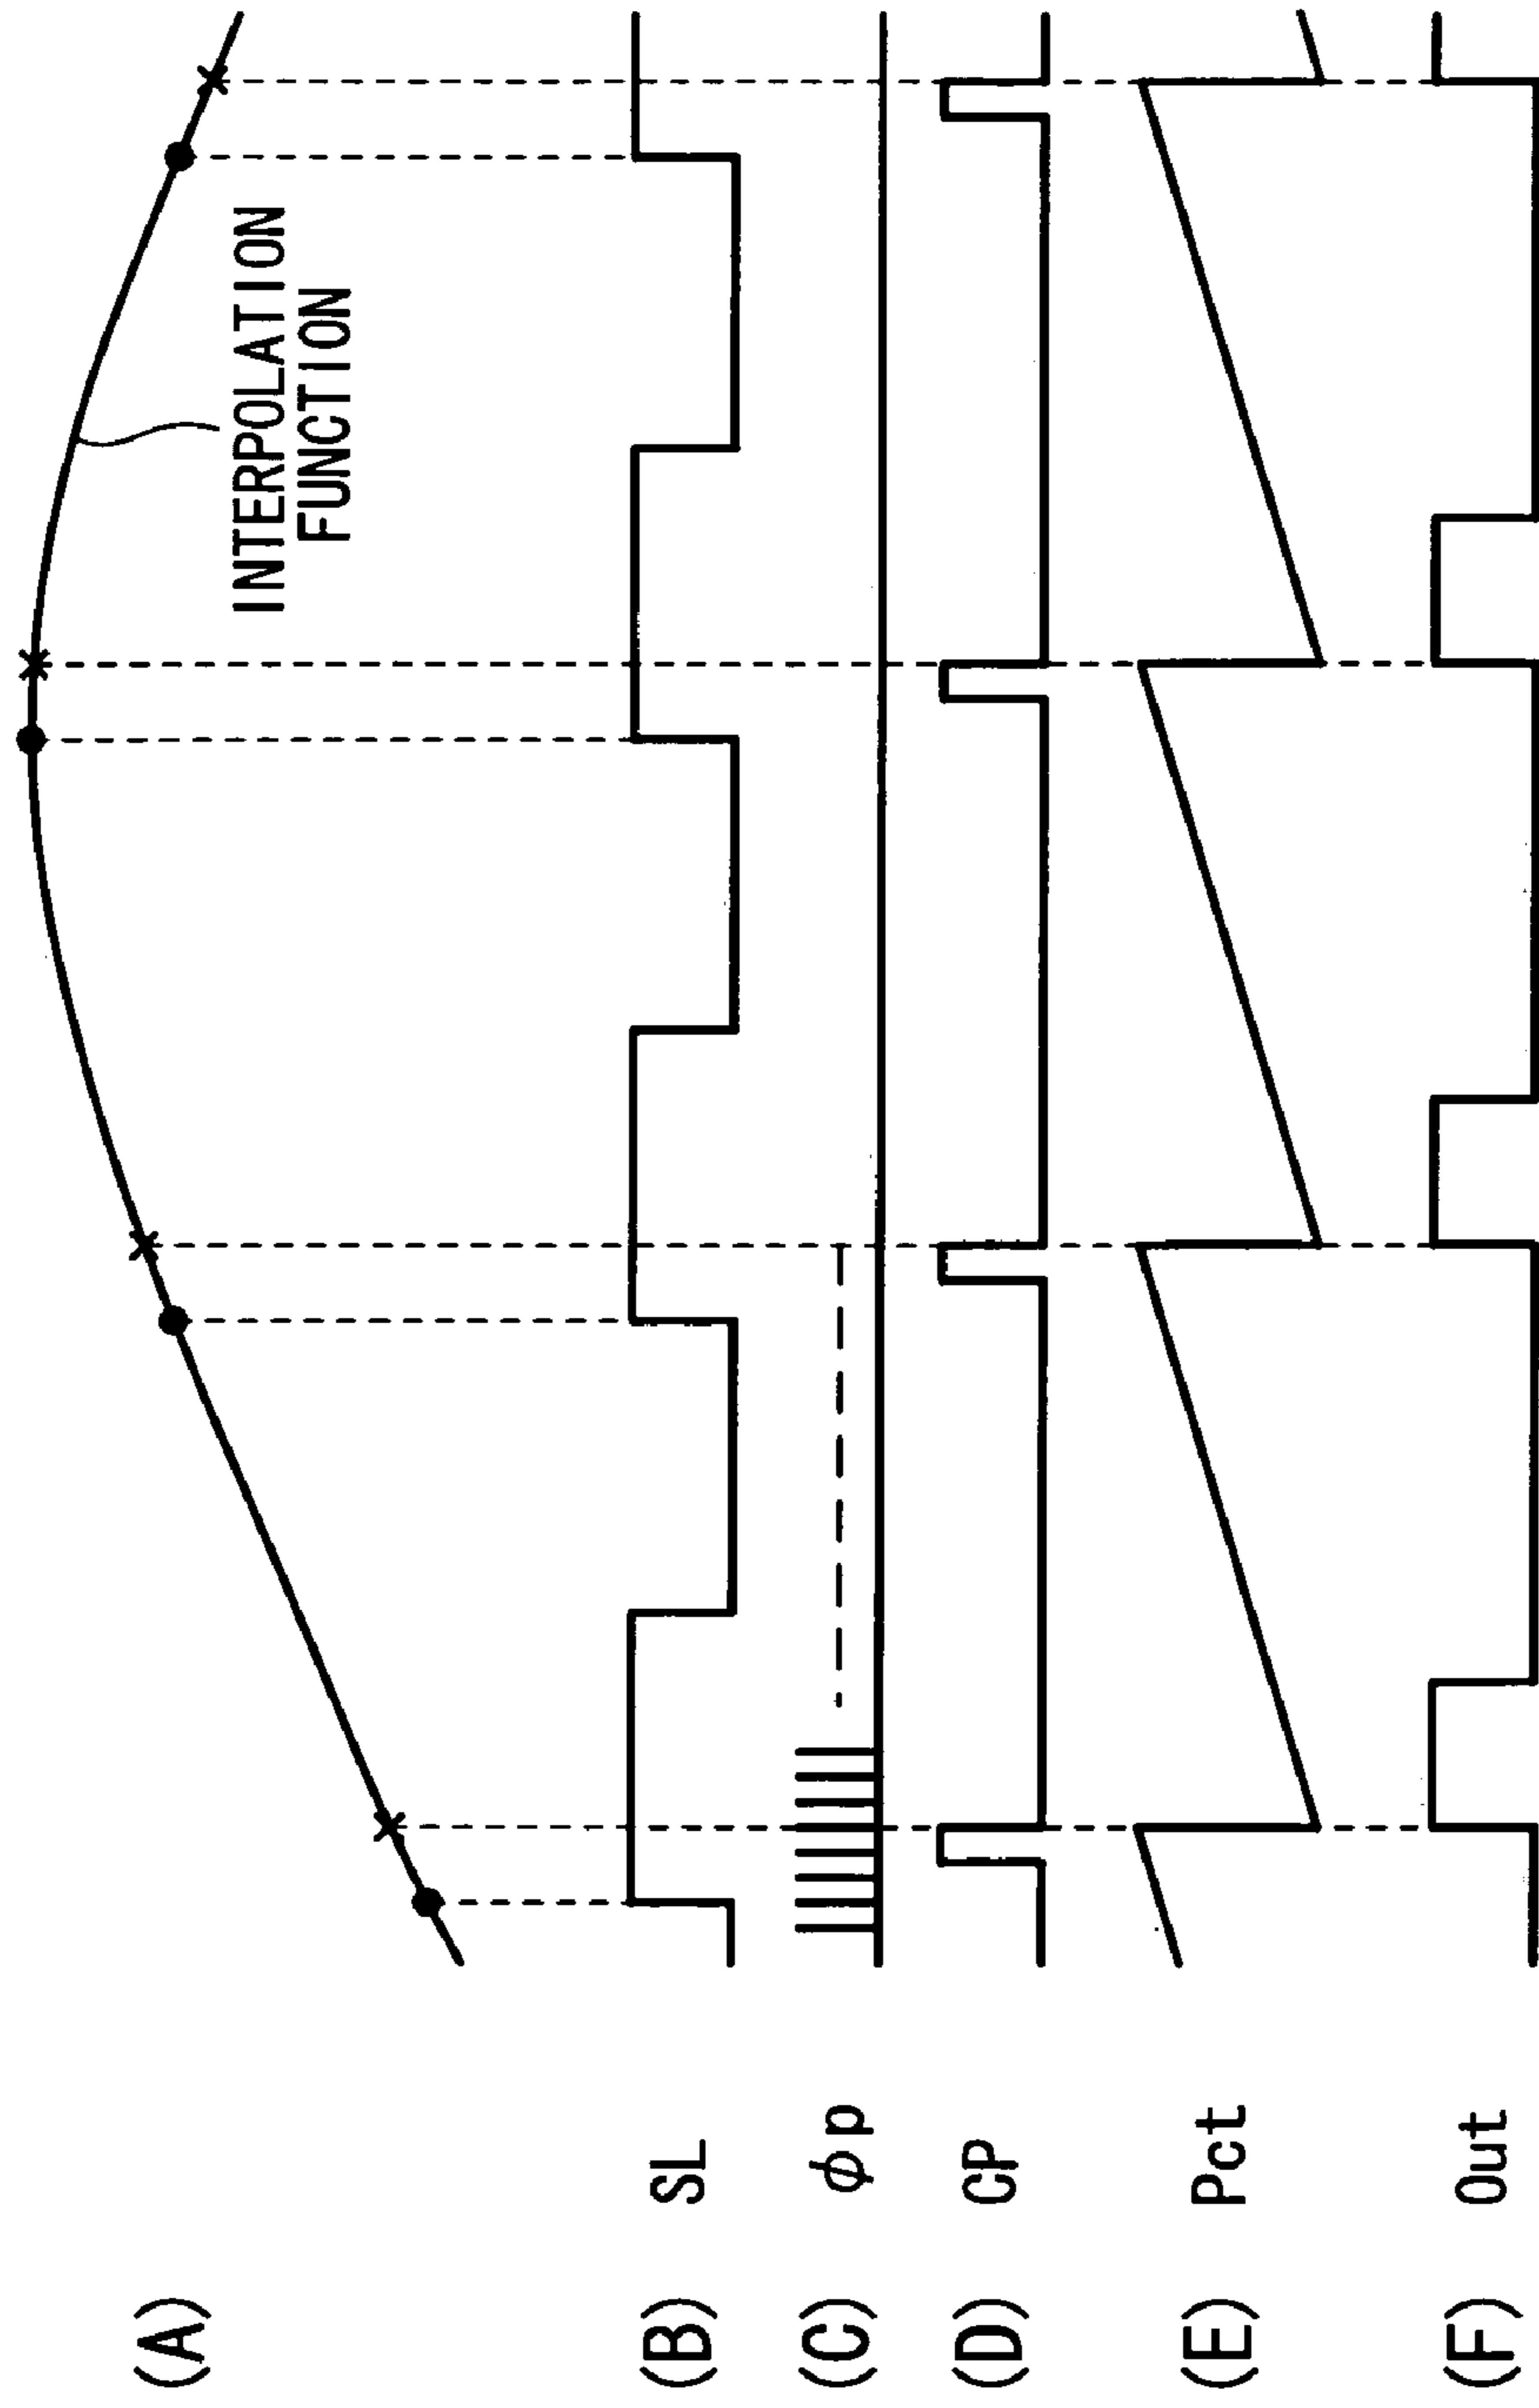 (A)
INTERPOLATION
FUNCTION
(B) SL
(C) ϕp
(D) CP
(E) Pct
(F) Out